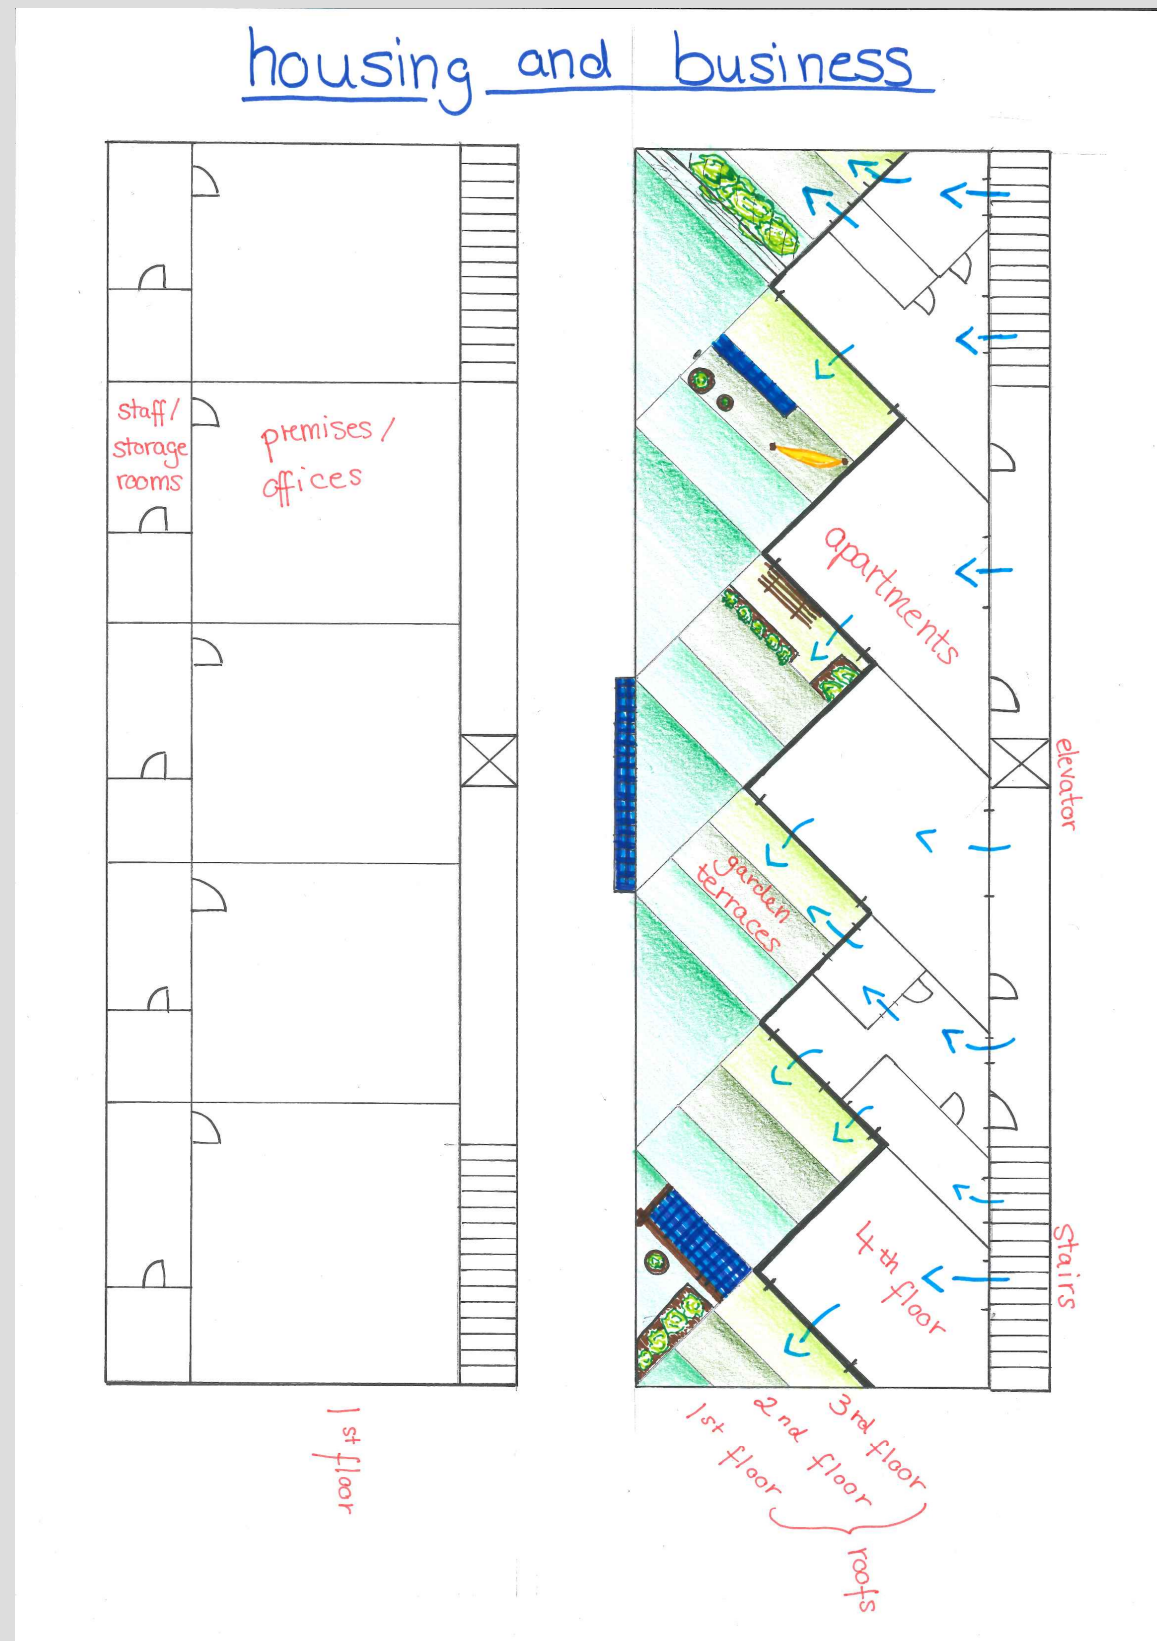 housing and business
staff/
storage
rooms
premises/
offices
apartments
elevator
garden
terraces
4th
floor
Stairs
1st floor
1st floor
2nd floor
3rd floor
roofs